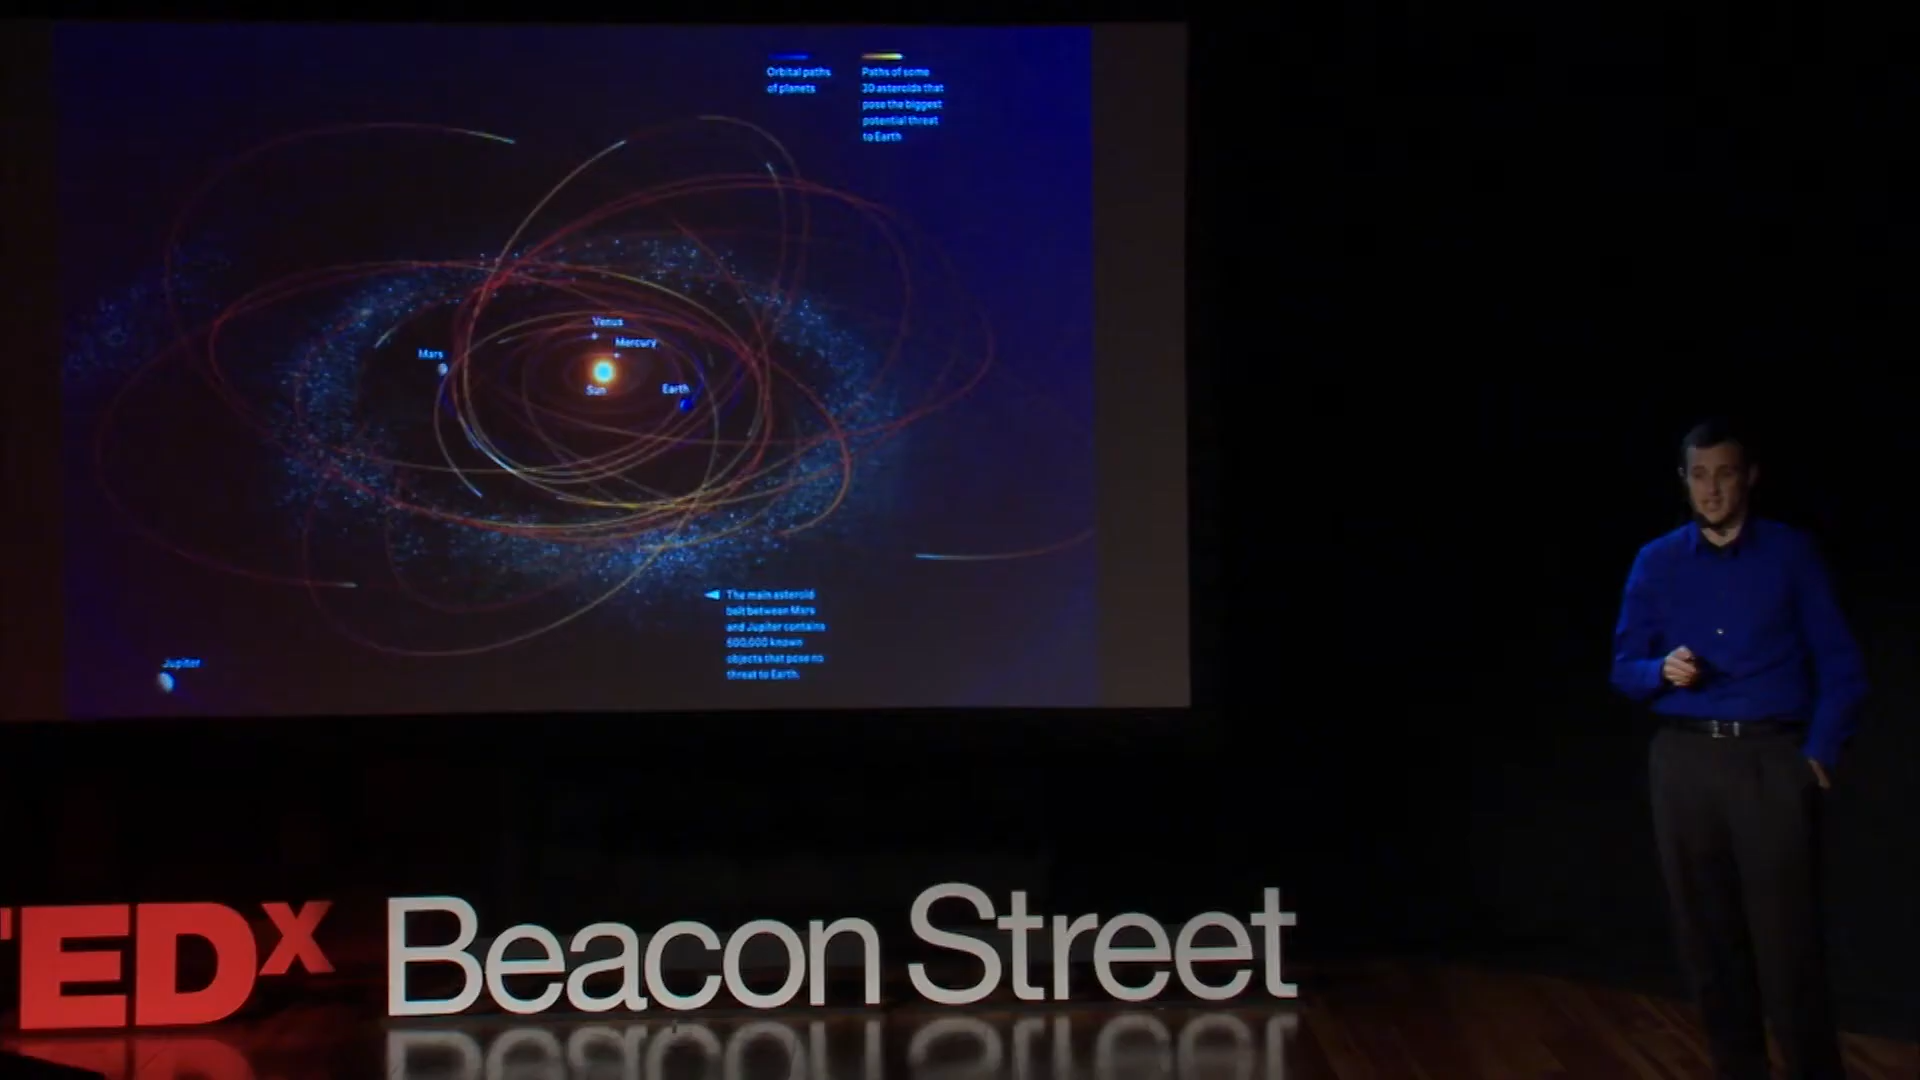 Orbital paths
of planets
Paths of some
30 asteroids that
pose the biggest
potential threat
to Earth
Venus
Mercury
Mars
Sun
Earth
The main asteroid
belt between Mars
and Jupiter contains
600,000 known
objects that pose no
threat to Earth.
Jupiter
TEDx Beacon Street